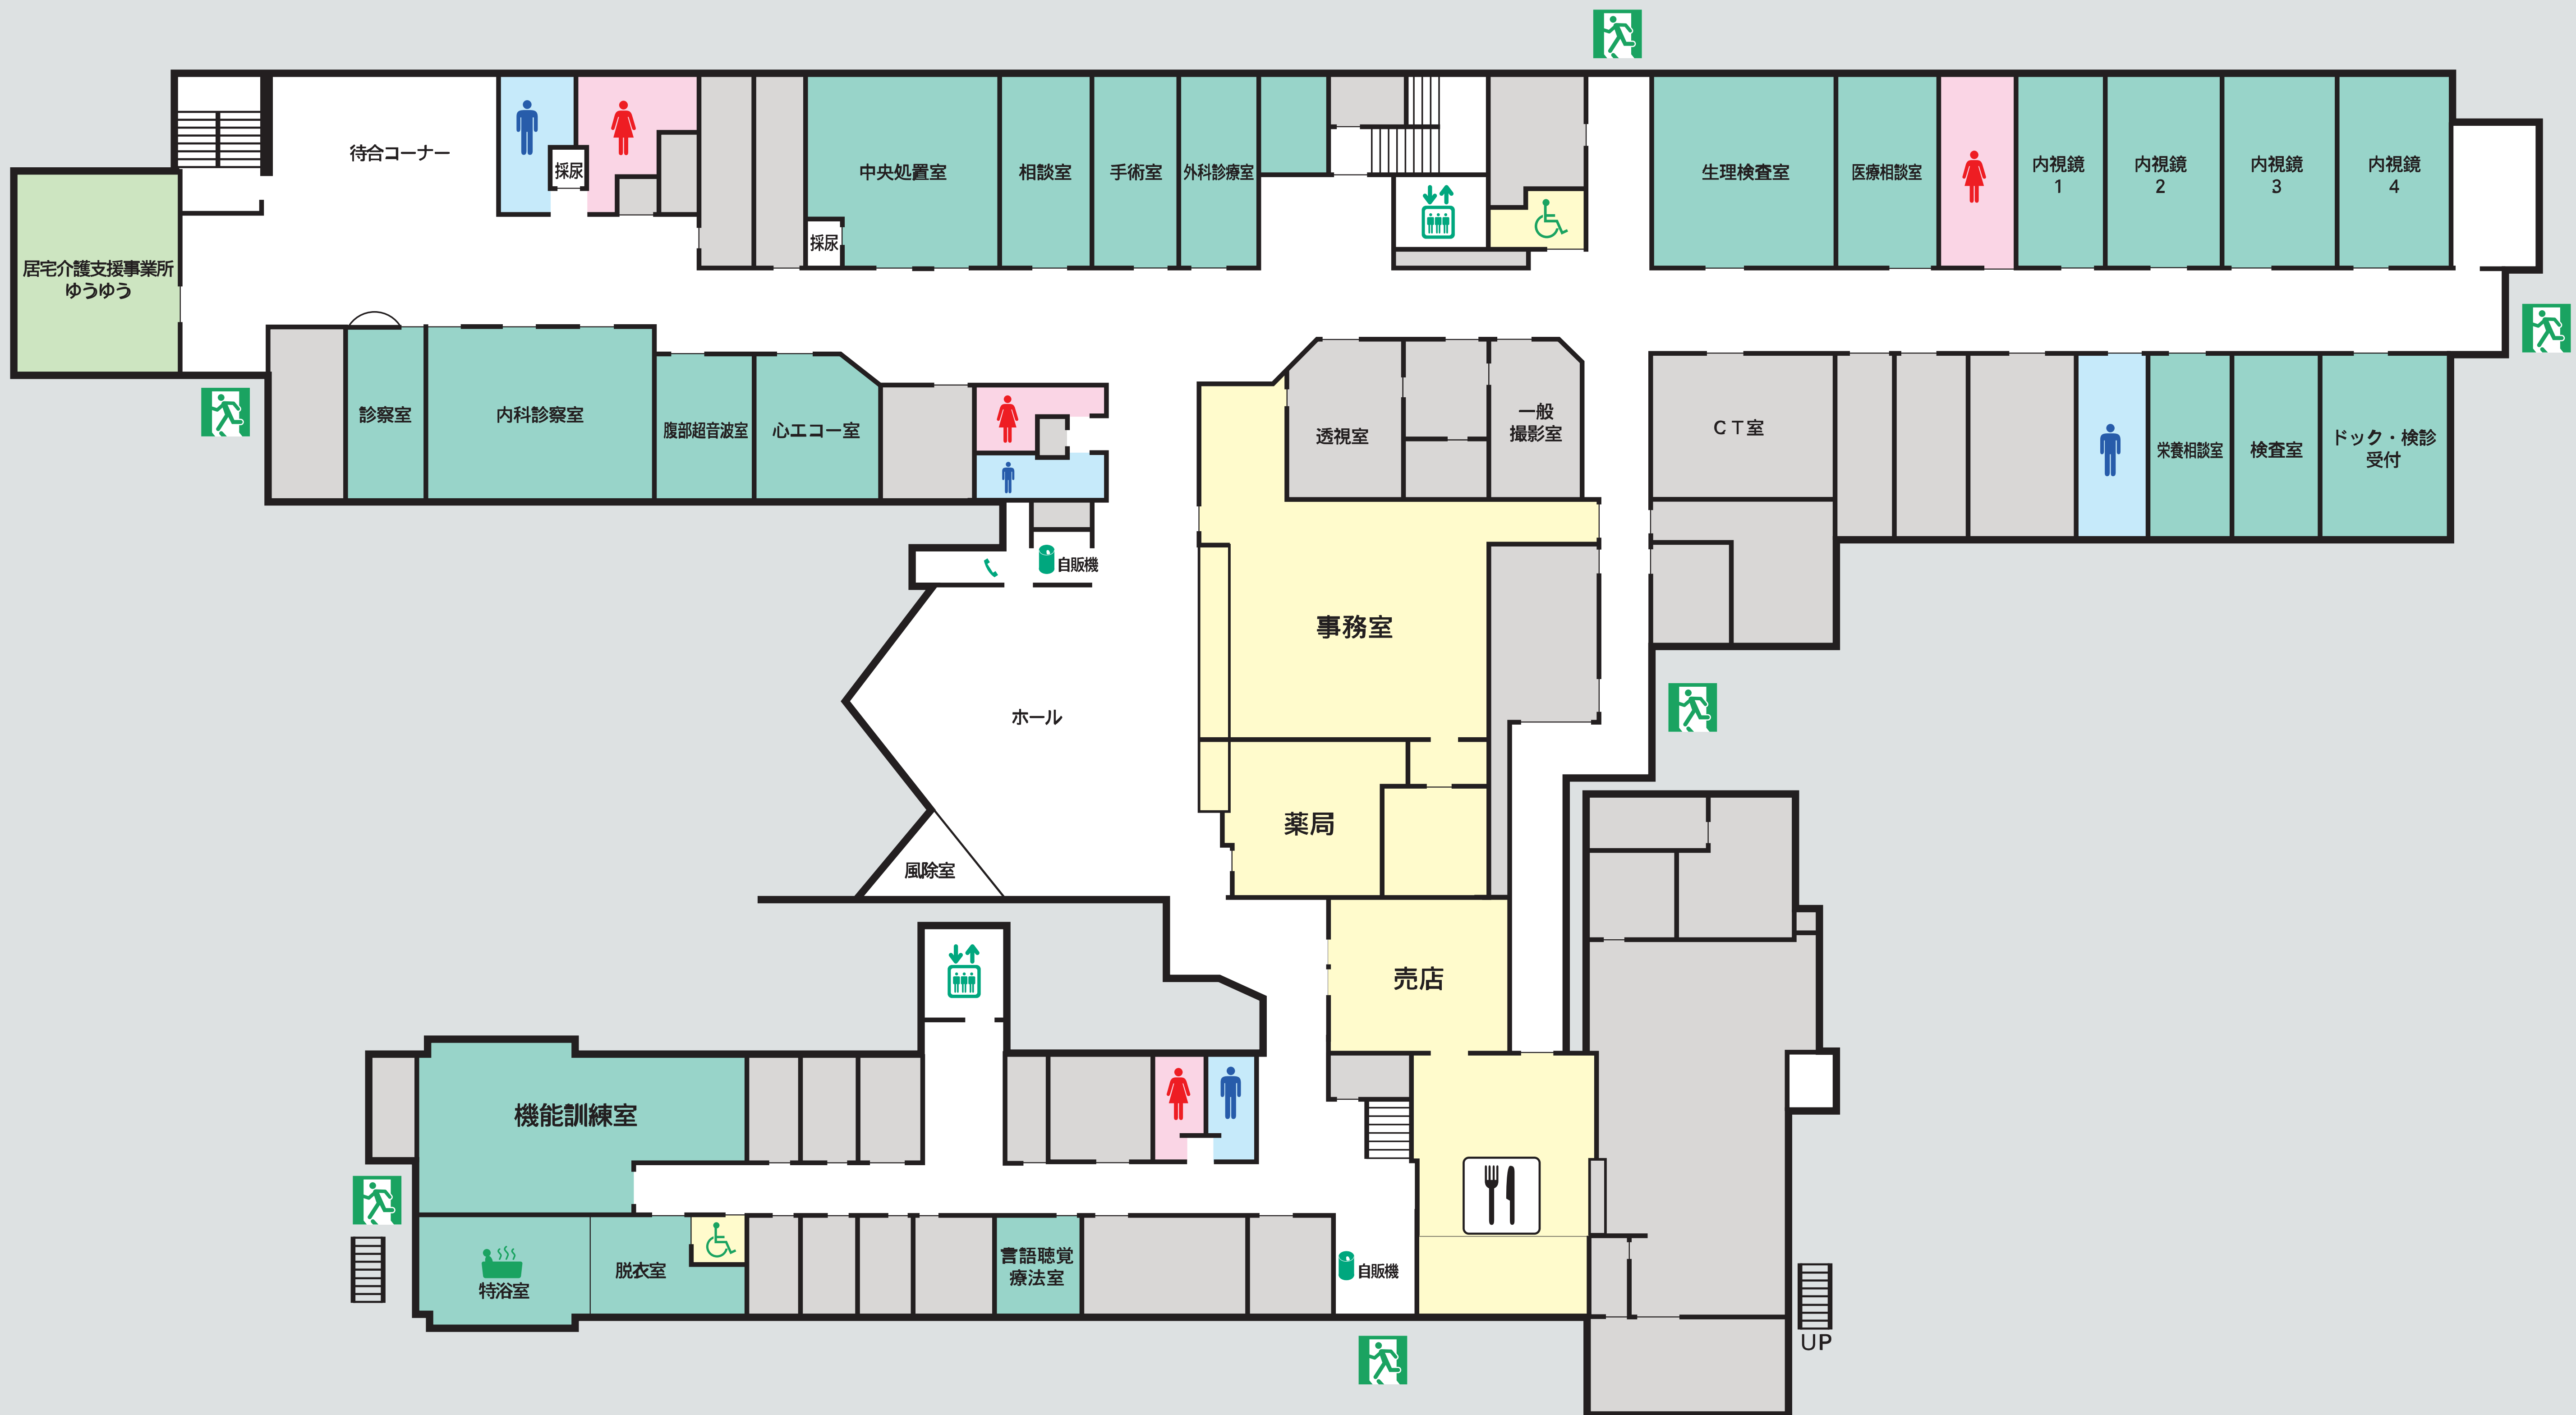 待合コーナー
採尿
中央処置室
採尿
相談室
手術室
外科診療室
生理検査室
医療相談室
内視鏡
1
内視鏡
2
内視鏡
3
内視鏡
4
居宅介護支援事業所
ゆうゆう
診察室
内科診察室
腹部超音波室
心エコー室
透視室
一般
撮影室
CT室
栄養相談室
検査室
ドック・検診
受付
自販機
事務室
ホール
薬局
風除室
売店
機能訓練室
特浴室
脱衣室
言語聴覚
療法室
自販機
UP